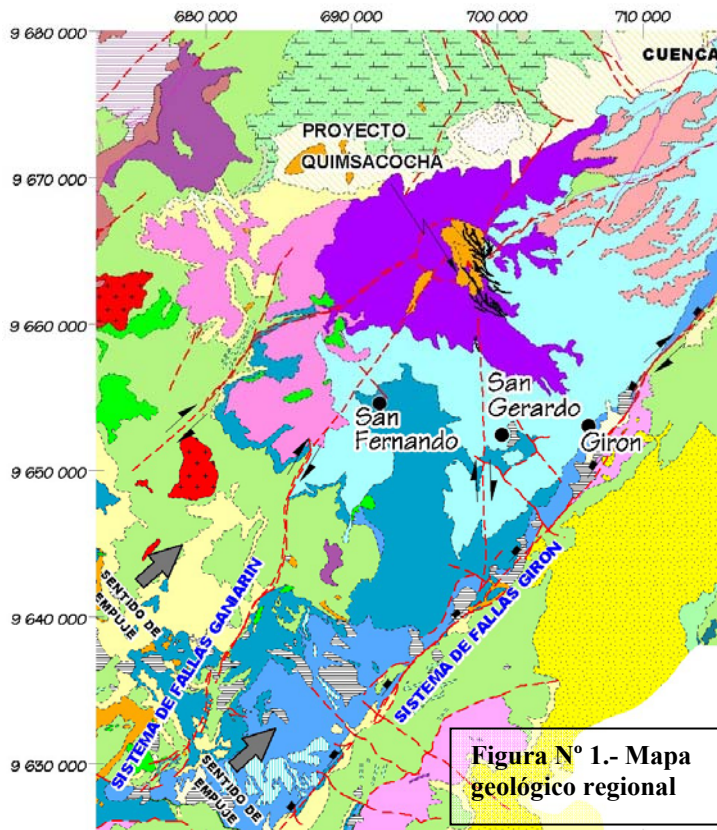 680 000 690 000 700 000 710 000
9 680 000
CUENCA
PROYECTO
QUIMSACOCHA
9 670 000
9 660 000
San
Fernando
San
Gerardo
Giron
9 650 000
SENTIDO DE
EMPUJE
SISTEMA DE FALLAS GAÑARIN
SISTEMA DE FALLAS GIRON
9 640 000
SENTIDO DE
EMPUJE
9 630 000
Figura Nº 1.- Mapa
geológico regional